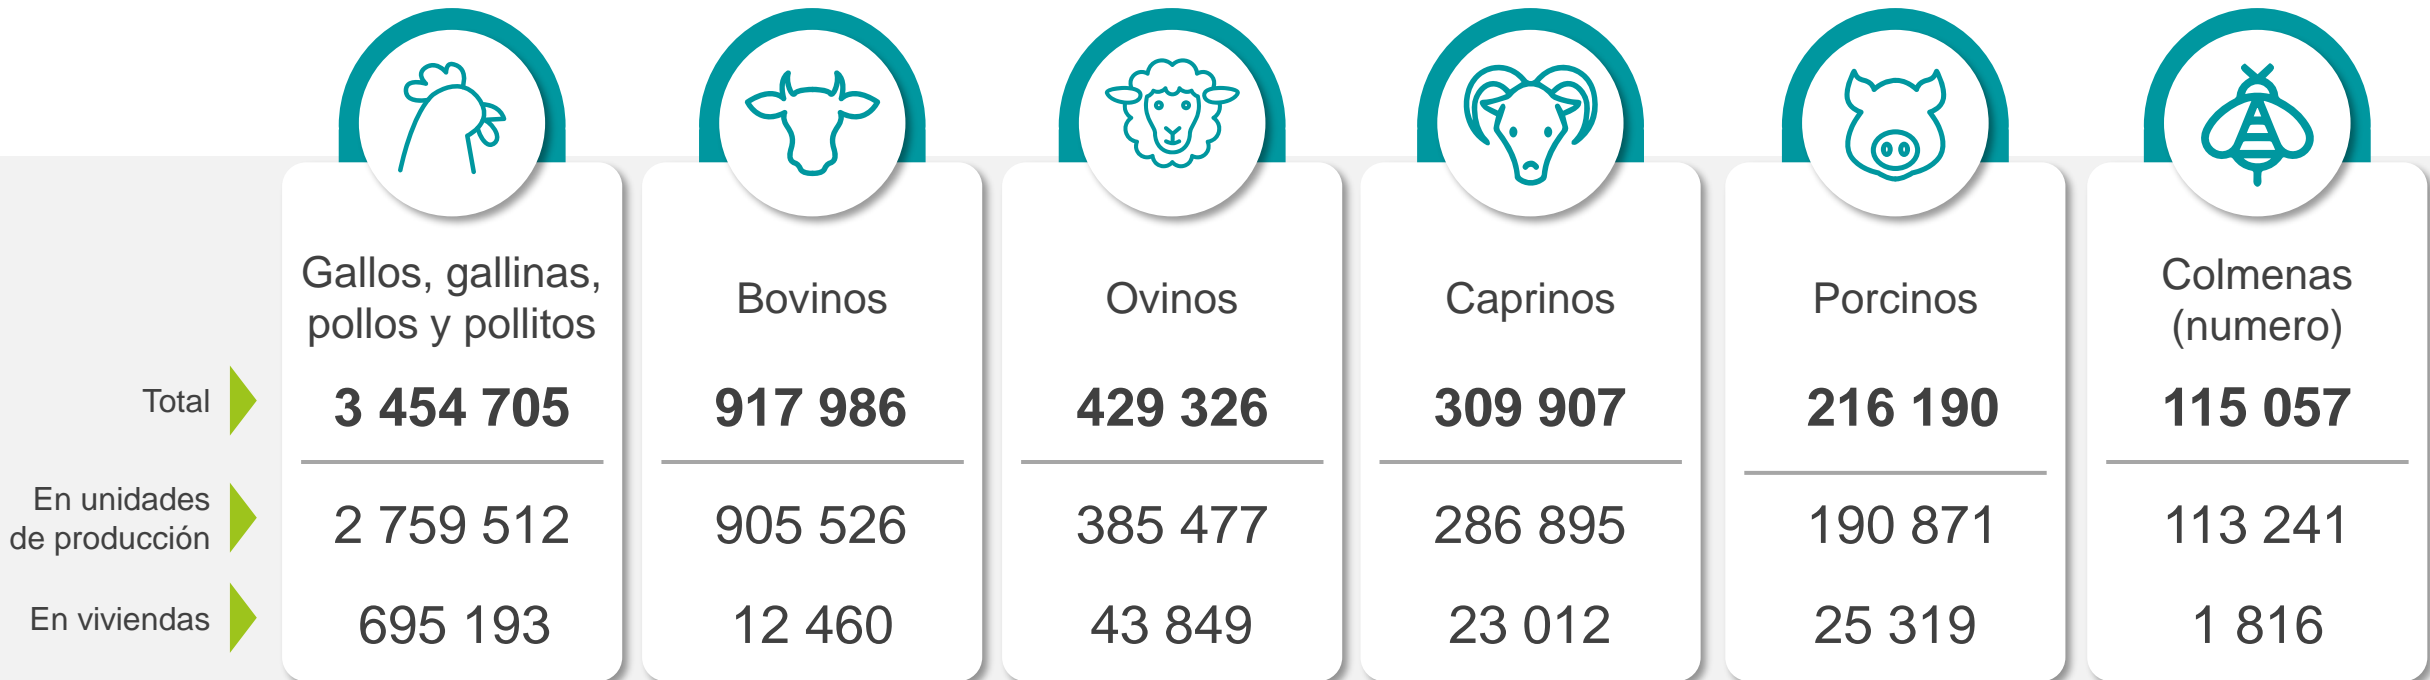 Gallos, gallinas,
pollos y pollitos
Bovinos
Ovinos
Caprinos
Porcinos
Colmenas
(numero)
Total
3 454 705
917 986
429 326
309 907
216 190
115 057
En unidades
de producción
2 759 512
905 526
385 477
286 895
190 871
113 241
En viviendas
695 193
12 460
43 849
23 012
25 319
1 816